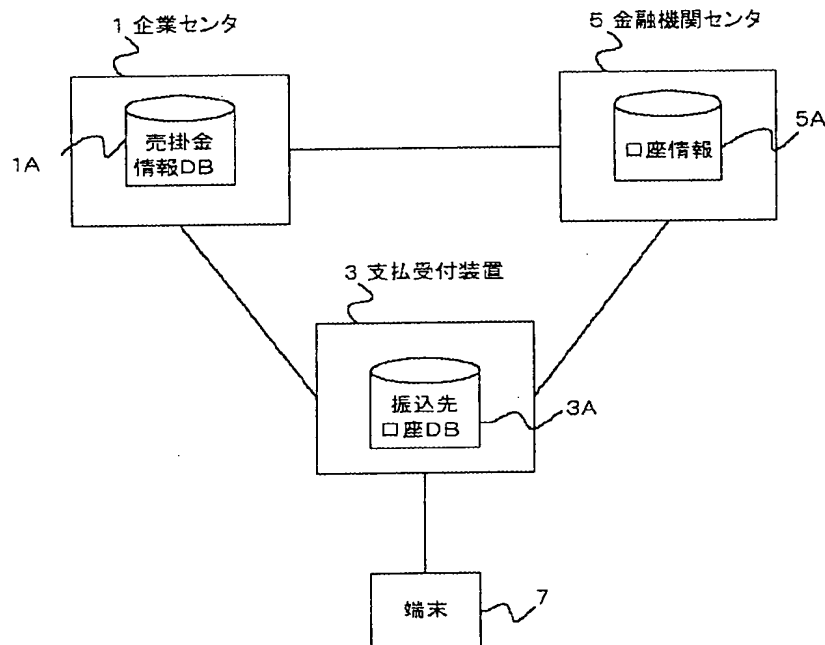 1 企業センタ
5 金融機関センタ
売掛金
情報DB
1A
口座情報
5A
3 支払受付装置
振込先
口座DB
3A
端末
7